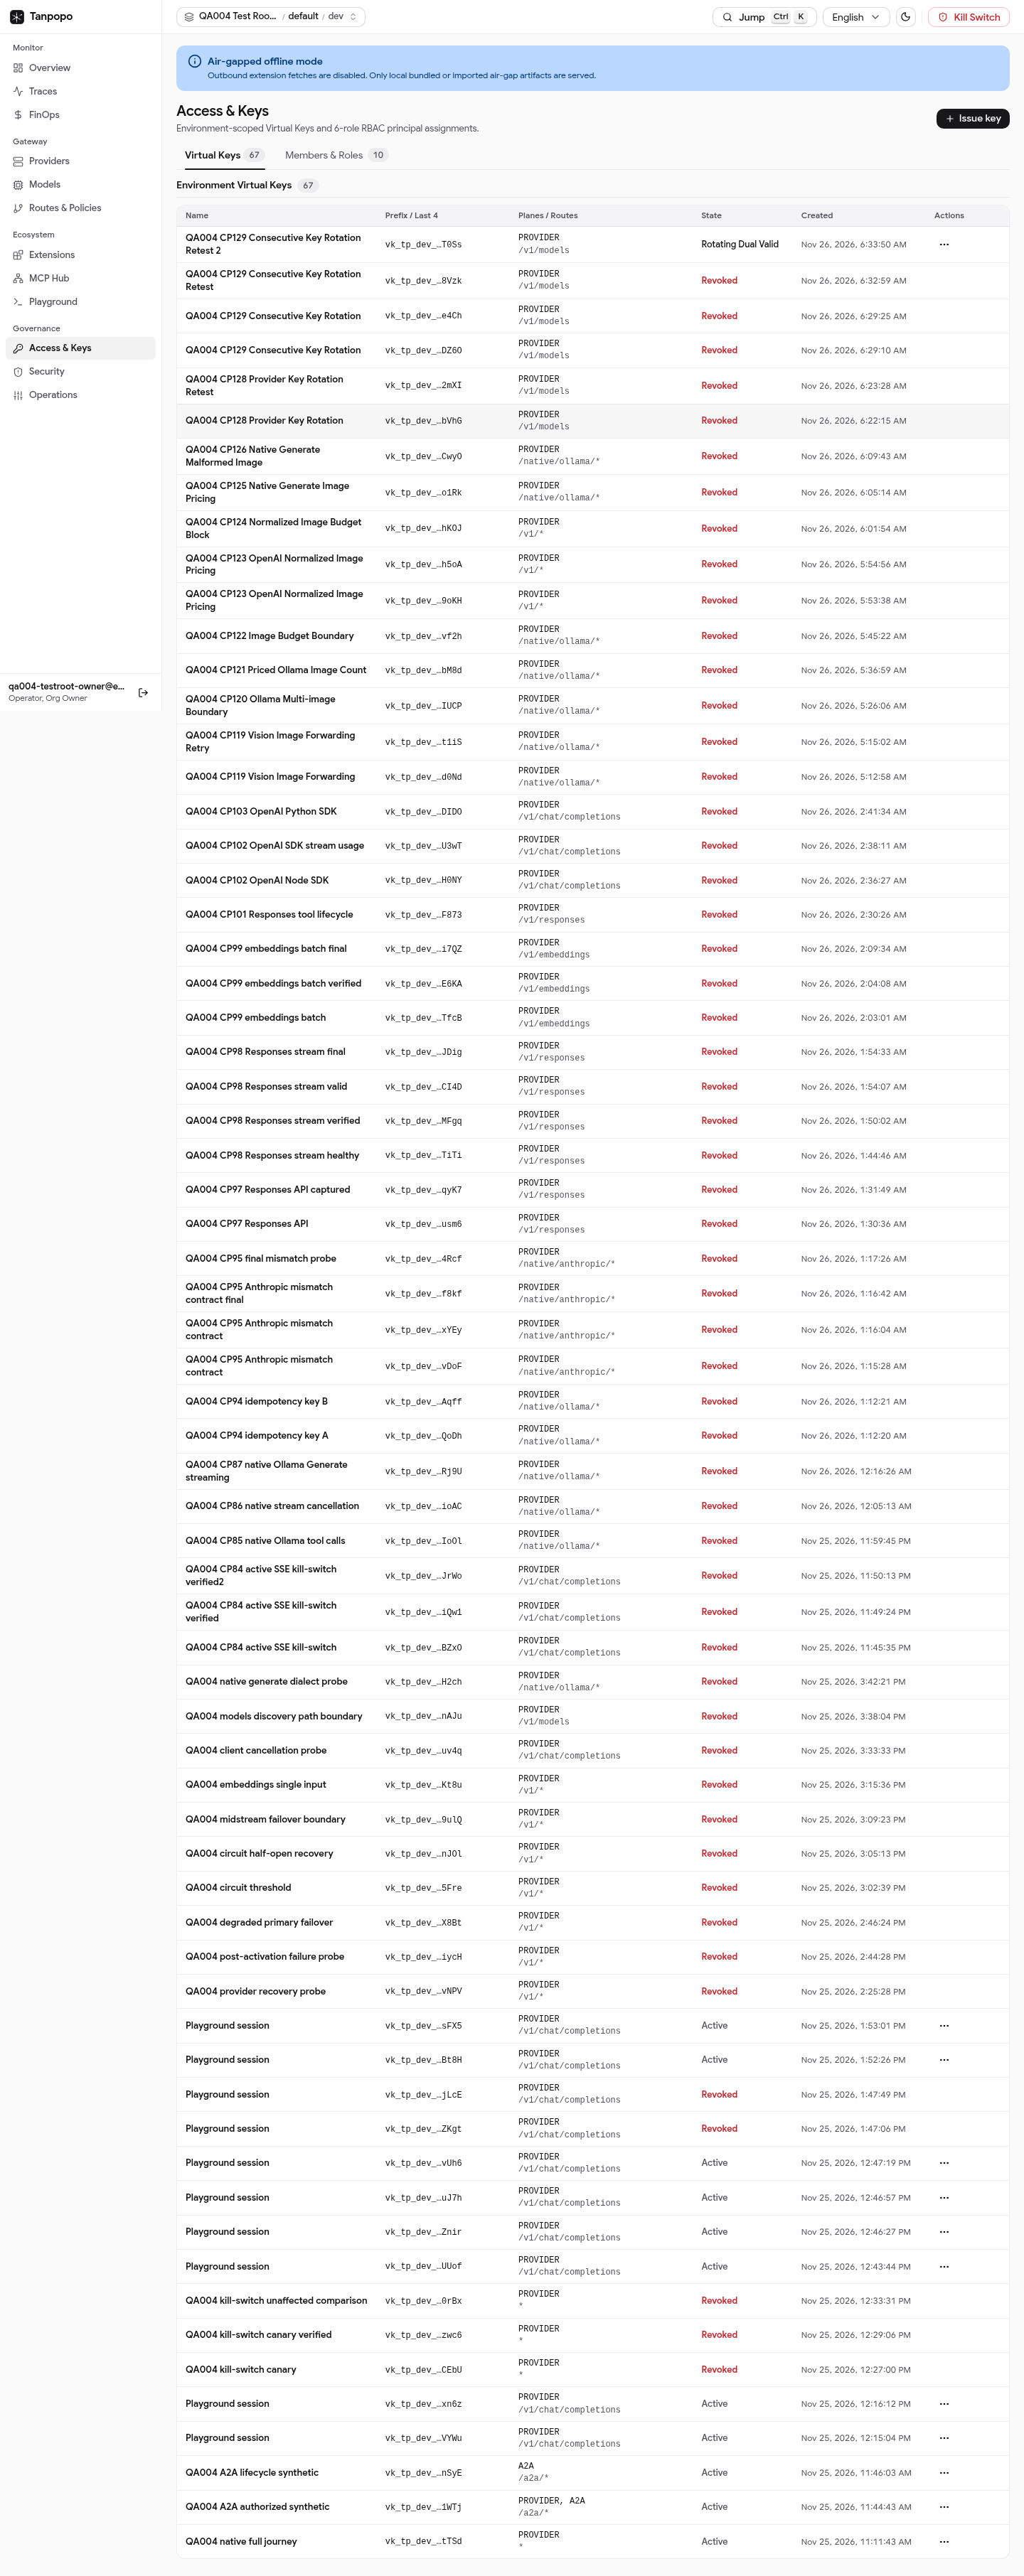 Tanpopo
QA004 Test Roo... / default / dev
Jump Ctrl K
English
Kill Switch
Monitor
Overview
Traces
FinOps
Gateway
Providers
Models
Routes & Policies
Ecosystem
Extensions
MCP Hub
Playground
Governance
Access & Keys
Security
Operations
qa004-testroot-owner@e...
Operator, Org Owner
Air-gapped offline mode
Outbound extension fetches are disabled. Only local bundled or imported air-gap artifacts are served.
Access & Keys
Environment-scoped Virtual Keys and 6-role RBAC principal assignments.
+ Issue key
Virtual Keys 67 Members & Roles 10
Environment Virtual Keys 67
Name Prefix / Last 4 Planes / Routes State Created Actions
QA004 CP129 Consecutive Key Rotation Retest 2 vk_tp_dev_…T0Ss PROVIDER /v1/models Rotating Dual Valid Nov 26, 2026, 6:33:50 AM ...
QA004 CP129 Consecutive Key Rotation Retest vk_tp_dev_…8Vzk PROVIDER /v1/models Revoked Nov 26, 2026, 6:32:59 AM
QA004 CP129 Consecutive Key Rotation vk_tp_dev_…e4Ch PROVIDER /v1/models Revoked Nov 26, 2026, 6:29:25 AM
QA004 CP129 Consecutive Key Rotation vk_tp_dev_…DZ6O PROVIDER /v1/models Revoked Nov 26, 2026, 6:29:10 AM
QA004 CP128 Provider Key Rotation Retest vk_tp_dev_…2mXI PROVIDER /v1/models Revoked Nov 26, 2026, 6:23:28 AM
QA004 CP128 Provider Key Rotation vk_tp_dev_…bVhG PROVIDER /v1/models Revoked Nov 26, 2026, 6:22:15 AM
QA004 CP126 Native Generate Malformed Image vk_tp_dev_…CwyO PROVIDER /native/ollama/* Revoked Nov 26, 2026, 6:09:43 AM
QA004 CP125 Native Generate Image Pricing vk_tp_dev_…oiRk PROVIDER /native/ollama/* Revoked Nov 26, 2026, 6:05:14 AM
QA004 CP124 Normalized Image Budget Block vk_tp_dev_…hKOJ PROVIDER /v1/* Revoked Nov 26, 2026, 6:01:54 AM
QA004 CP123 OpenAI Normalized Image Pricing vk_tp_dev_…h5oA PROVIDER /v1/* Revoked Nov 26, 2026, 5:54:56 AM
QA004 CP123 OpenAI Normalized Image Pricing vk_tp_dev_…9oKH PROVIDER /v1/* Revoked Nov 26, 2026, 5:53:38 AM
QA004 CP122 Image Budget Boundary vk_tp_dev_…vf2h PROVIDER /native/ollama/* Revoked Nov 26, 2026, 5:45:22 AM
QA004 CP121 Priced Ollama Image Count vk_tp_dev_…bM8d PROVIDER /native/ollama/* Revoked Nov 26, 2026, 5:36:59 AM
QA004 CP120 Ollama Multi-image Boundary vk_tp_dev_…IUCP PROVIDER /native/ollama/* Revoked Nov 26, 2026, 5:26:06 AM
QA004 CP119 Vision Image Forwarding Retry vk_tp_dev_…t1iS PROVIDER /native/ollama/* Revoked Nov 26, 2026, 5:15:02 AM
QA004 CP119 Vision Image Forwarding vk_tp_dev_…d0Nd PROVIDER /native/ollama/* Revoked Nov 26, 2026, 5:12:58 AM
QA004 CP103 OpenAI Python SDK vk_tp_dev_…DIDO PROVIDER /v1/chat/completions Revoked Nov 26, 2026, 2:41:34 AM
QA004 CP102 OpenAI SDK stream usage vk_tp_dev_…U3wT PROVIDER /v1/chat/completions Revoked Nov 26, 2026, 2:38:11 AM
QA004 CP102 OpenAI Node SDK vk_tp_dev_…H0NY PROVIDER /v1/chat/completions Revoked Nov 26, 2026, 2:36:27 AM
QA004 CP101 Responses tool lifecycle vk_tp_dev_…F873 PROVIDER /v1/responses Revoked Nov 26, 2026, 2:30:26 AM
QA004 CP99 embeddings batch final vk_tp_dev_…i7QZ PROVIDER /v1/embeddings Revoked Nov 26, 2026, 2:09:34 AM
QA004 CP99 embeddings batch verified vk_tp_dev_…E6KA PROVIDER /v1/embeddings Revoked Nov 26, 2026, 2:04:08 AM
QA004 CP99 embeddings batch vk_tp_dev_…TfcB PROVIDER /v1/embeddings Revoked Nov 26, 2026, 2:03:01 AM
QA004 CP98 Responses stream final vk_tp_dev_…JDig PROVIDER /v1/responses Revoked Nov 26, 2026, 1:54:33 AM
QA004 CP98 Responses stream valid vk_tp_dev_…CI4D PROVIDER /v1/responses Revoked Nov 26, 2026, 1:54:07 AM
QA004 CP98 Responses stream verified vk_tp_dev_…MFgq PROVIDER /v1/responses Revoked Nov 26, 2026, 1:50:02 AM
QA004 CP98 Responses stream healthy vk_tp_dev_…TiTi PROVIDER /v1/responses Revoked Nov 26, 2026, 1:44:46 AM
QA004 CP97 Responses API captured vk_tp_dev_…qyK7 PROVIDER /v1/responses Revoked Nov 26, 2026, 1:31:49 AM
QA004 CP97 Responses API vk_tp_dev_…usm6 PROVIDER /v1/responses Revoked Nov 26, 2026, 1:30:36 AM
QA004 CP95 final mismatch probe vk_tp_dev_…4Rcf PROVIDER /native/anthropic/* Revoked Nov 26, 2026, 1:17:26 AM
QA004 CP95 Anthropic mismatch contract final vk_tp_dev_…f8kf PROVIDER /native/anthropic/* Revoked Nov 26, 2026, 1:16:42 AM
QA004 CP95 Anthropic mismatch contract vk_tp_dev_…xYEy PROVIDER /native/anthropic/* Revoked Nov 26, 2026, 1:16:04 AM
QA004 CP95 Anthropic mismatch contract vk_tp_dev_…vDoF PROVIDER /native/anthropic/* Revoked Nov 26, 2026, 1:15:28 AM
QA004 CP94 idempotency key B vk_tp_dev_…Aqff PROVIDER /native/ollama/* Revoked Nov 26, 2026, 1:12:21 AM
QA004 CP94 idempotency key A vk_tp_dev_…QoDh PROVIDER /native/ollama/* Revoked Nov 26, 2026, 1:12:20 AM
QA004 CP87 native Ollama Generate streaming vk_tp_dev_…Rj9U PROVIDER /native/ollama/* Revoked Nov 26, 2026, 12:16:26 AM
QA004 CP86 native stream cancellation vk_tp_dev_…ioAC PROVIDER /native/ollama/* Revoked Nov 26, 2026, 12:05:13 AM
QA004 CP85 native Ollama tool calls vk_tp_dev_…IoOl PROVIDER /native/ollama/* Revoked Nov 25, 2026, 11:59:45 PM
QA004 CP84 active SSE kill-switch verified2 vk_tp_dev_…JrWo PROVIDER /v1/chat/completions Revoked Nov 25, 2026, 11:50:13 PM
QA004 CP84 active SSE kill-switch verified vk_tp_dev_…iQw1 PROVIDER /v1/chat/completions Revoked Nov 25, 2026, 11:49:24 PM
QA004 CP84 active SSE kill-switch vk_tp_dev_…BZxO PROVIDER /v1/chat/completions Revoked Nov 25, 2026, 11:45:35 PM
QA004 native generate dialect probe vk_tp_dev_…H2ch PROVIDER /native/ollama/* Revoked Nov 25, 2026, 3:42:21 PM
QA004 models discovery path boundary vk_tp_dev_…nAJu PROVIDER /v1/models Revoked Nov 25, 2026, 3:38:04 PM
QA004 client cancellation probe vk_tp_dev_…uv4q PROVIDER /v1/chat/completions Revoked Nov 25, 2026, 3:33:33 PM
QA004 embeddings single input vk_tp_dev_…Kt8u PROVIDER /v1/* Revoked Nov 25, 2026, 3:15:36 PM
QA004 midstream failover boundary vk_tp_dev_…9ulQ PROVIDER /v1/* Revoked Nov 25, 2026, 3:09:23 PM
QA004 circuit half-open recovery vk_tp_dev_…nJOl PROVIDER /v1/* Revoked Nov 25, 2026, 3:05:13 PM
QA004 circuit threshold vk_tp_dev_…5Fre PROVIDER /v1/* Revoked Nov 25, 2026, 3:02:39 PM
QA004 degraded primary failover vk_tp_dev_…X8Bt PROVIDER /v1/* Revoked Nov 25, 2026, 2:46:24 PM
QA004 post-activation failure probe vk_tp_dev_…iycH PROVIDER /v1/* Revoked Nov 25, 2026, 2:44:28 PM
QA004 provider recovery probe vk_tp_dev_…vNPV PROVIDER /v1/* Revoked Nov 25, 2026, 2:25:28 PM
Playground session vk_tp_dev_…sFX5 PROVIDER /v1/chat/completions Active Nov 25, 2026, 1:53:01 PM ...
Playground session vk_tp_dev_…Bt8H PROVIDER /v1/chat/completions Active Nov 25, 2026, 1:52:26 PM ...
Playground session vk_tp_dev_…jLcE PROVIDER /v1/chat/completions Revoked Nov 25, 2026, 1:47:49 PM
Playground session vk_tp_dev_…ZKgt PROVIDER /v1/chat/completions Revoked Nov 25, 2026, 1:47:06 PM
Playground session vk_tp_dev_…vUh6 PROVIDER /v1/chat/completions Active Nov 25, 2026, 12:47:19 PM ...
Playground session vk_tp_dev_…uJ7h PROVIDER /v1/chat/completions Active Nov 25, 2026, 12:46:57 PM ...
Playground session vk_tp_dev_…Znir PROVIDER /v1/chat/completions Active Nov 25, 2026, 12:46:27 PM ...
Playground session vk_tp_dev_…UUof PROVIDER /v1/chat/completions Active Nov 25, 2026, 12:43:44 PM ...
QA004 kill-switch unaffected comparison vk_tp_dev_…0rBx PROVIDER * Revoked Nov 25, 2026, 12:33:31 PM
QA004 kill-switch canary verified vk_tp_dev_…zwc6 PROVIDER * Revoked Nov 25, 2026, 12:29:06 PM
QA004 kill-switch canary vk_tp_dev_…CEbU PROVIDER * Revoked Nov 25, 2026, 12:27:00 PM
Playground session vk_tp_dev_…xn6z PROVIDER /v1/chat/completions Active Nov 25, 2026, 12:16:12 PM ...
Playground session vk_tp_dev_…VYWu PROVIDER /v1/chat/completions Active Nov 25, 2026, 12:15:04 PM ...
QA004 A2A lifecycle synthetic vk_tp_dev_…nSyE A2A /a2a/* Active Nov 25, 2026, 11:46:03 AM ...
QA004 A2A authorized synthetic vk_tp_dev_…1WTj PROVIDER, A2A /a2a/* Active Nov 25, 2026, 11:44:43 AM ...
QA004 native full journey vk_tp_dev_…tTSd PROVIDER * Active Nov 25, 2026, 11:11:43 AM ...